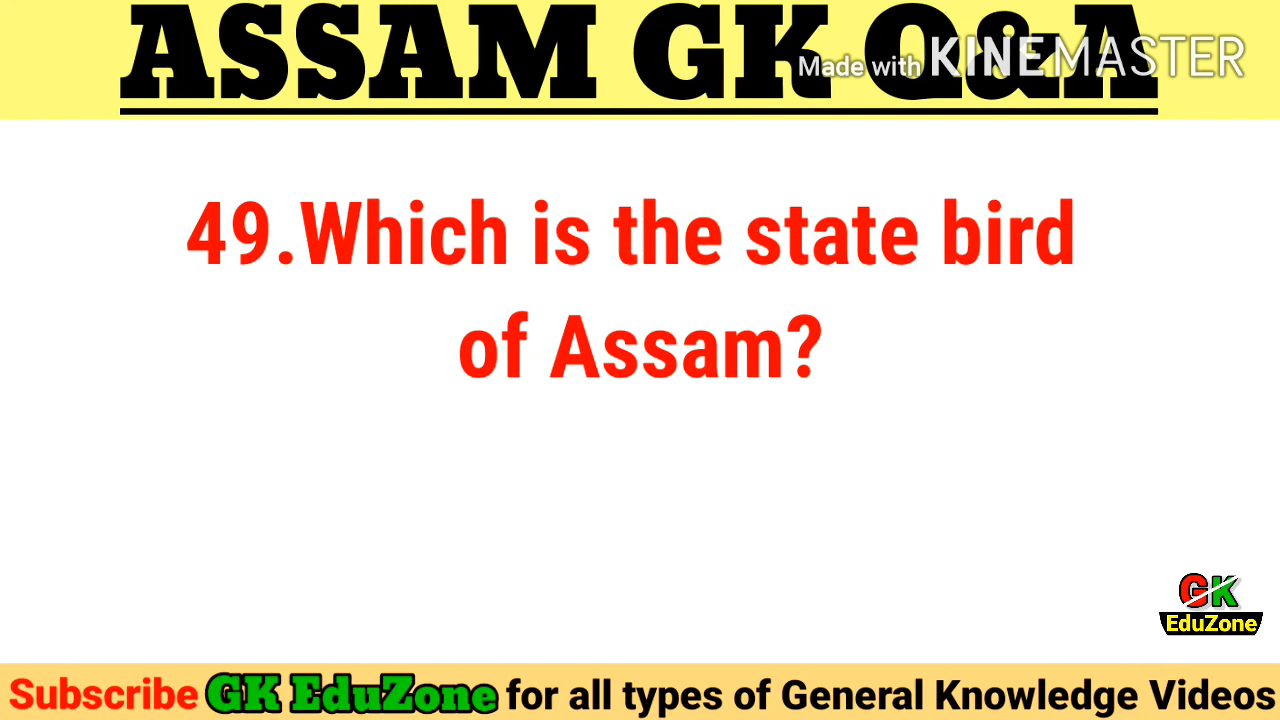 ASSAM GK Q&A
Made with KINEMASTER
49.Which is the state bird
of Assam?
GK
EduZone
Subscribe GK EduZone for all types of General Knowledge Videos